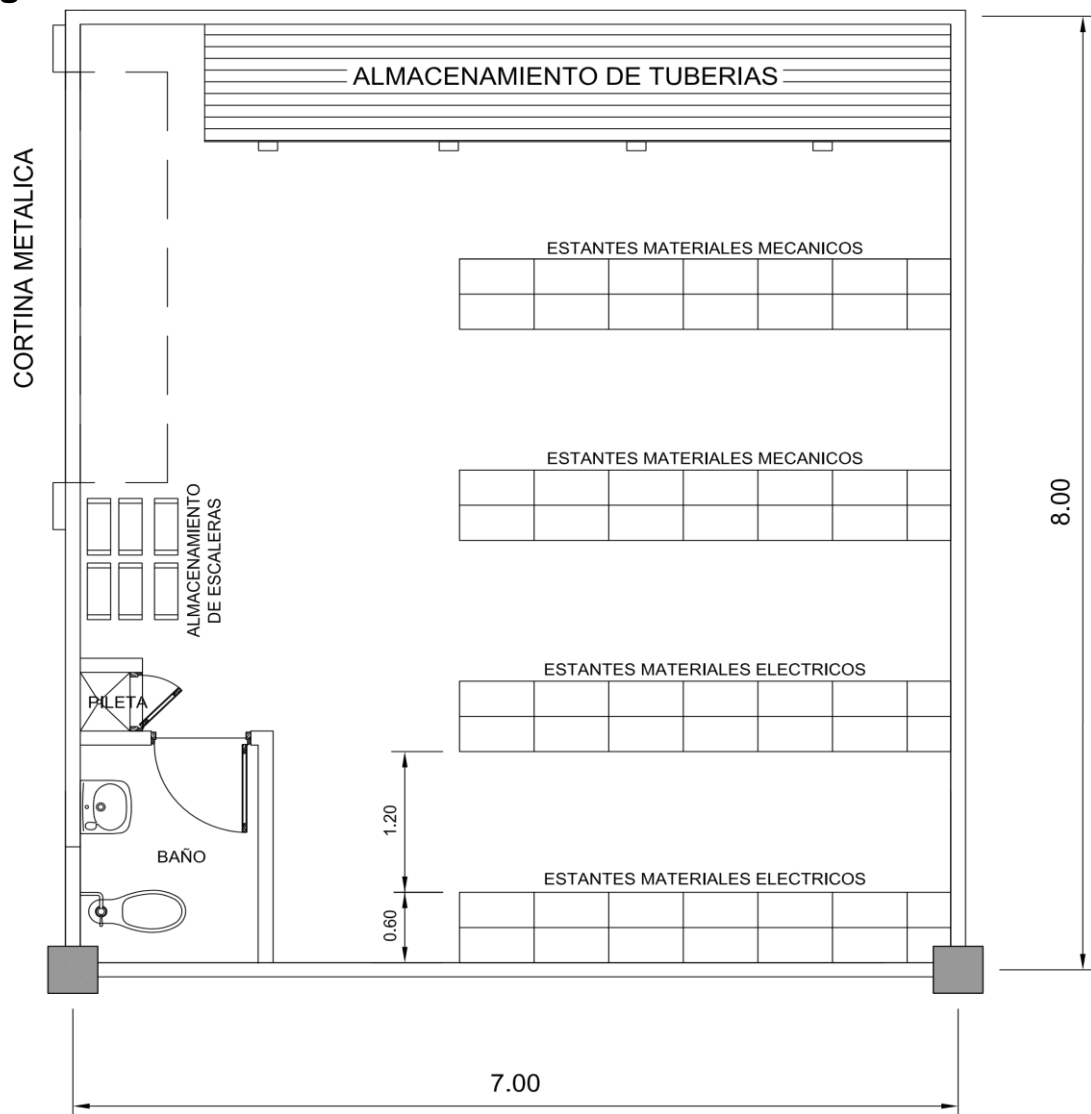 ALMACENAMIENTO DE TUBERIAS
CORTINA METALICA
ESTANTES MATERIALES MECANICOS
ESTANTES MATERIALES MECANICOS
8.00
ALMACENAMIENTO
DE ESCALERAS
ESTANTES MATERIALES ELECTRICOS
PILETA
1.20
BAÑO
ESTANTES MATERIALES ELECTRICOS
0.60
7.00